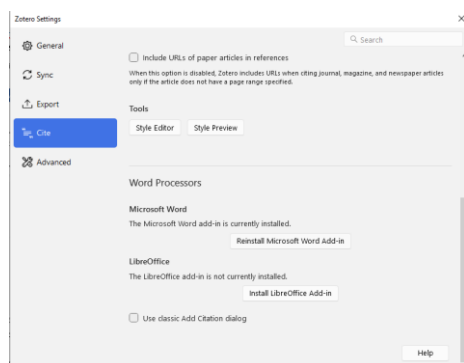 Zotero Settings
General
Sync
Export
Cite
Advanced
Search
Include URLs of paper articles in references
When this option is disabled, Zotero includes URLs when citing journal, magazine, and newspaper articles
only if the article does not have a page range specified.
Tools
Style Editor
Style Preview
Word Processors
Microsoft Word
The Microsoft Word add-in is currently installed.
Reinstall Microsoft Word Add-in
LibreOffice
The LibreOffice add-in is not currently installed.
Install LibreOffice Add-in
Use classic Add Citation dialog
Help